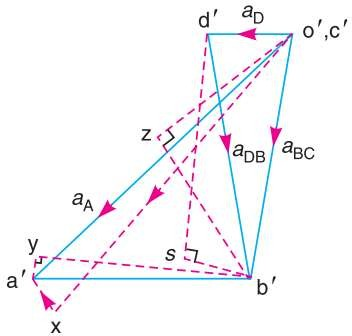 d′ a_D o′,c′
z
a_DB a_BC
a_A
y s
a′ b′
x